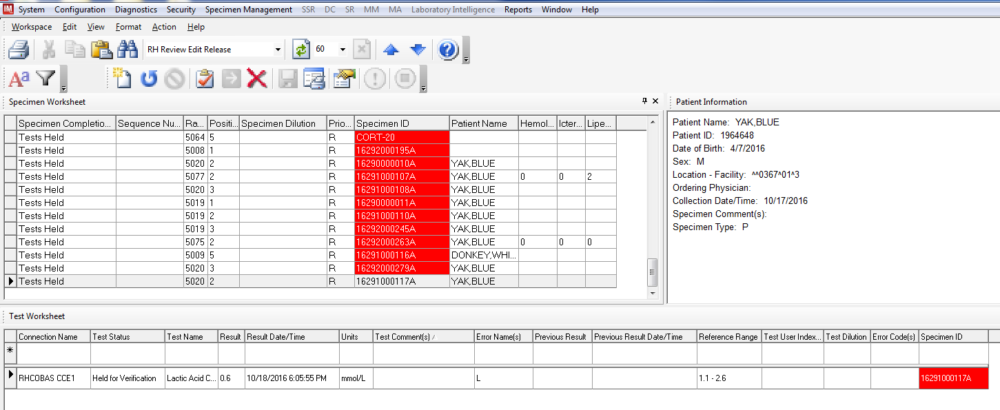 IM System Configuration Diagnostics Security Specimen Management SSR DC SR MM MA Laboratory Intelligence Reports Window Help
Workspace Edit View Format Action Help
RH Review Edit Release 60
Specimen Worksheet
Specimen Completio... Sequence Nu... Ra... Positi... Specimen Dilution Prio... Specimen ID Patient Name Hemol... Icter... Lipe...
Tests Held 5064 5 R CORT-20
Tests Held 5008 1 R 16292000195A
Tests Held 5020 2 R 16290000010A YAK,BLUE
Tests Held 5077 2 R 16291000107A YAK,BLUE 0 0 2
Tests Held 5020 3 R 16291000108A YAK,BLUE
Tests Held 5019 1 R 16290000011A YAK,BLUE
Tests Held 5019 2 R 16291000110A YAK,BLUE
Tests Held 5019 3 R 16292000245A YAK,BLUE
Tests Held 5075 2 R 16292000263A YAK,BLUE 0 0 0
Tests Held 5009 5 R 16291000116A DONKEY,WHI...
Tests Held 5020 3 R 16292000279A YAK,BLUE
Tests Held 5020 2 R 16291000117A YAK,BLUE
Patient Information
Patient Name: YAK,BLUE
Patient ID: 1964648
Date of Birth: 4/7/2016
Sex: M
Location - Facility: ^^0367^01^3
Ordering Physician:
Collection Date/Time: 10/17/2016
Specimen Comment(s):
Specimen Type: P
Test Worksheet
Connection Name Test Status Test Name Result Result Date/Time Units Test Comment(s) Error Name(s) Previous Result Previous Result Date/Time Reference Range Test User Index... Test Dilution Error Code(s) Specimen ID
RHCOBAS CCE1 Held for Verification Lactic Acid C... 0.6 10/18/2016 6:05:55 PM mmol/L L 1.1 - 2.6 16291000117A